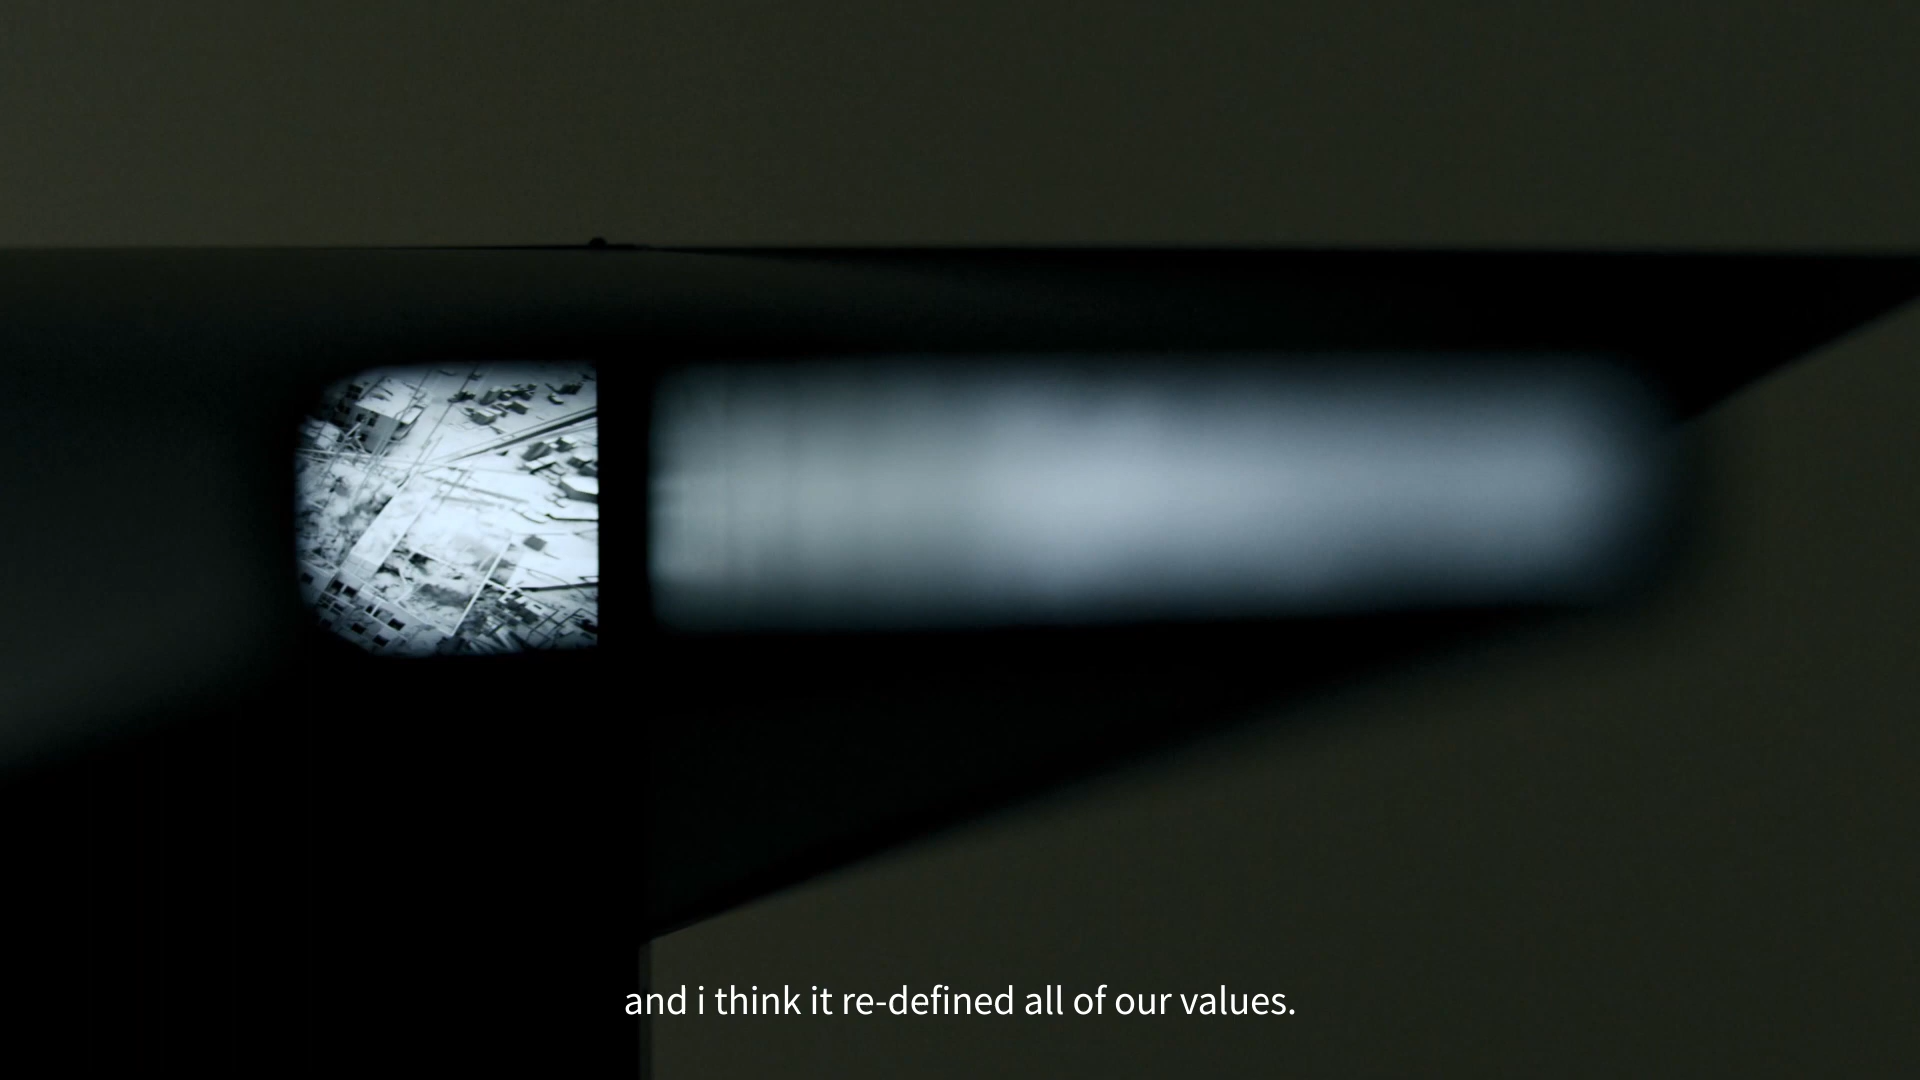 and i think it re-defined all of our values.